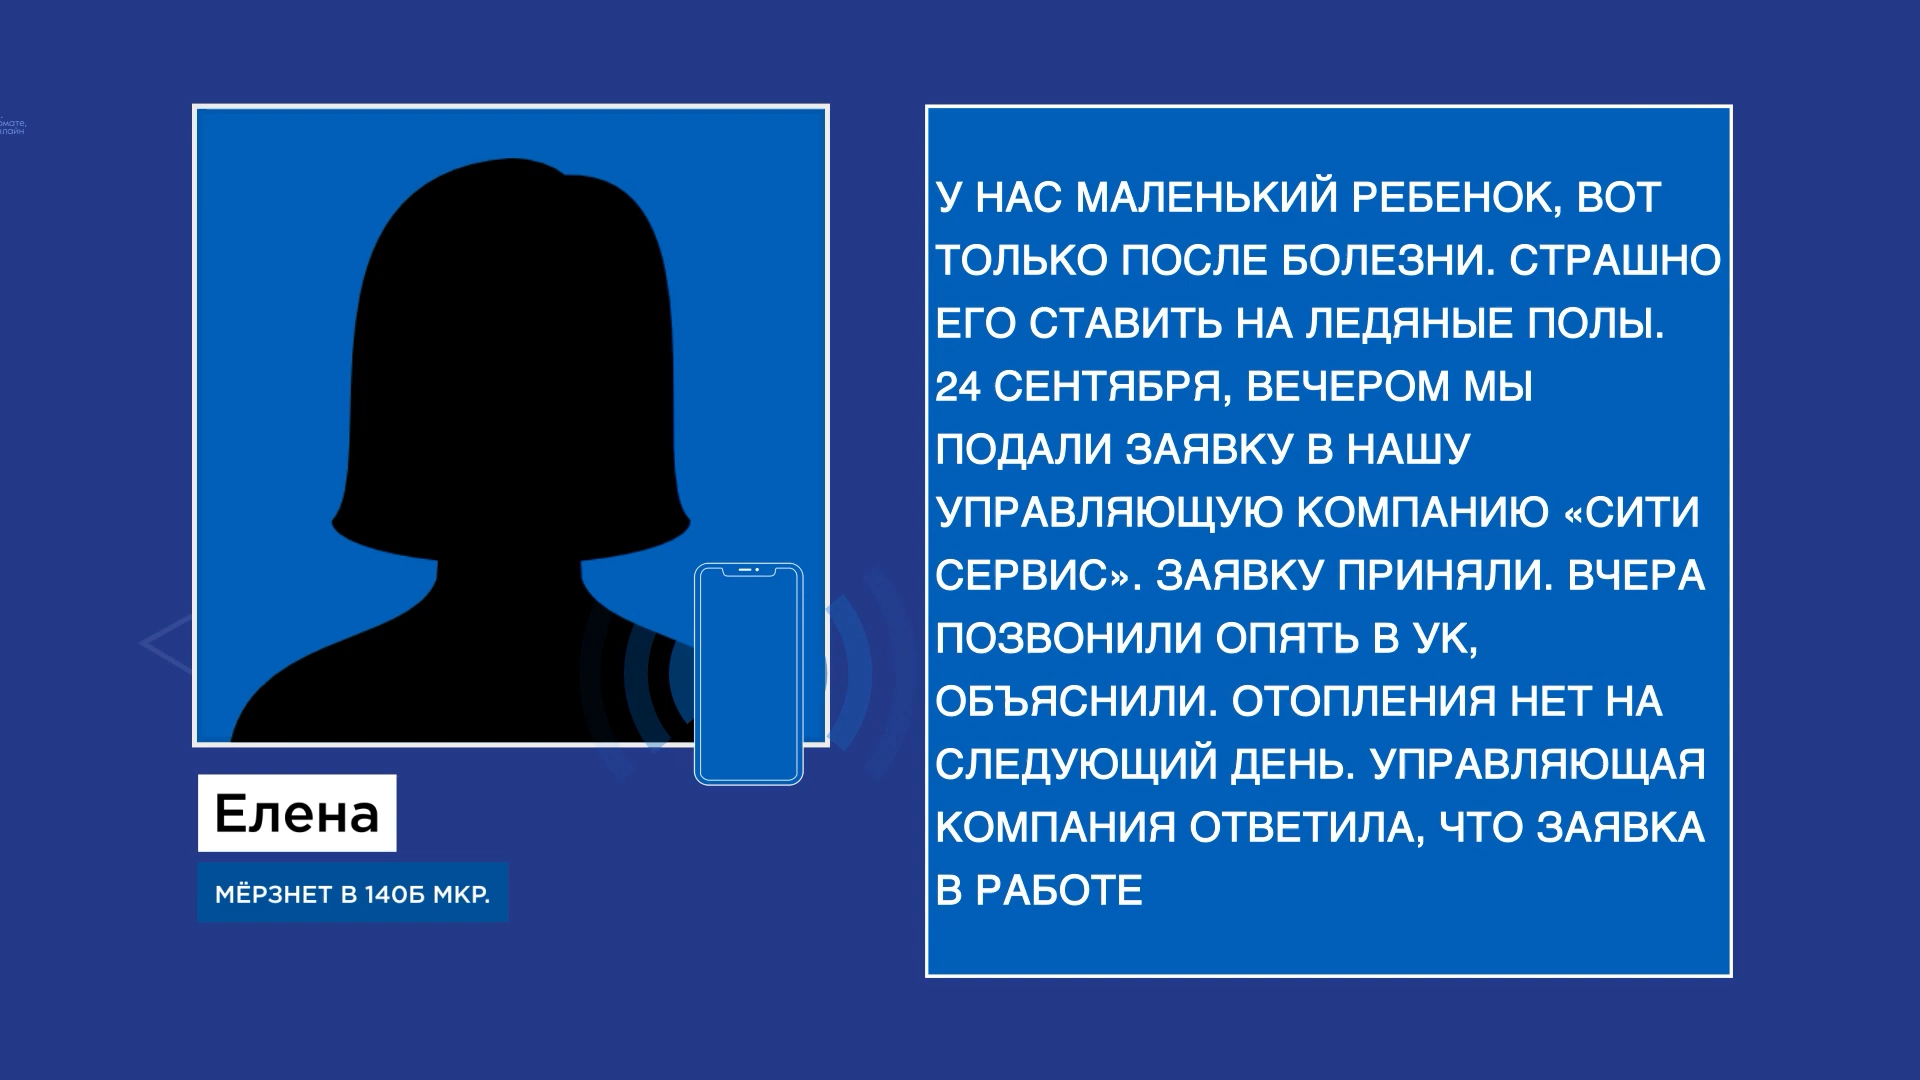 омате,
нлайн
У НАС МАЛЕНЬКИЙ РЕБЕНОК, ВОТ
ТОЛЬКО ПОСЛЕ БОЛЕЗНИ. СТРАШНО
ЕГО СТАВИТЬ НА ЛЕДЯНЫЕ ПОЛЫ.
24 СЕНТЯБРЯ, ВЕЧЕРОМ МЫ
ПОДАЛИ ЗАЯВКУ В НАШУ
УПРАВЛЯЮЩУЮ КОМПАНИЮ «СИТИ
СЕРВИС». ЗАЯВКУ ПРИНЯЛИ. ВЧЕРА
ПОЗВОНИЛИ ОПЯТЬ В УК,
ОБЪЯСНИЛИ. ОТОПЛЕНИЯ НЕТ НА
СЛЕДУЮЩИЙ ДЕНЬ. УПРАВЛЯЮЩАЯ
КОМПАНИЯ ОТВЕТИЛА, ЧТО ЗАЯВКА
В РАБОТЕ
Елена
МЁРЗНЕТ В 140Б МКР.